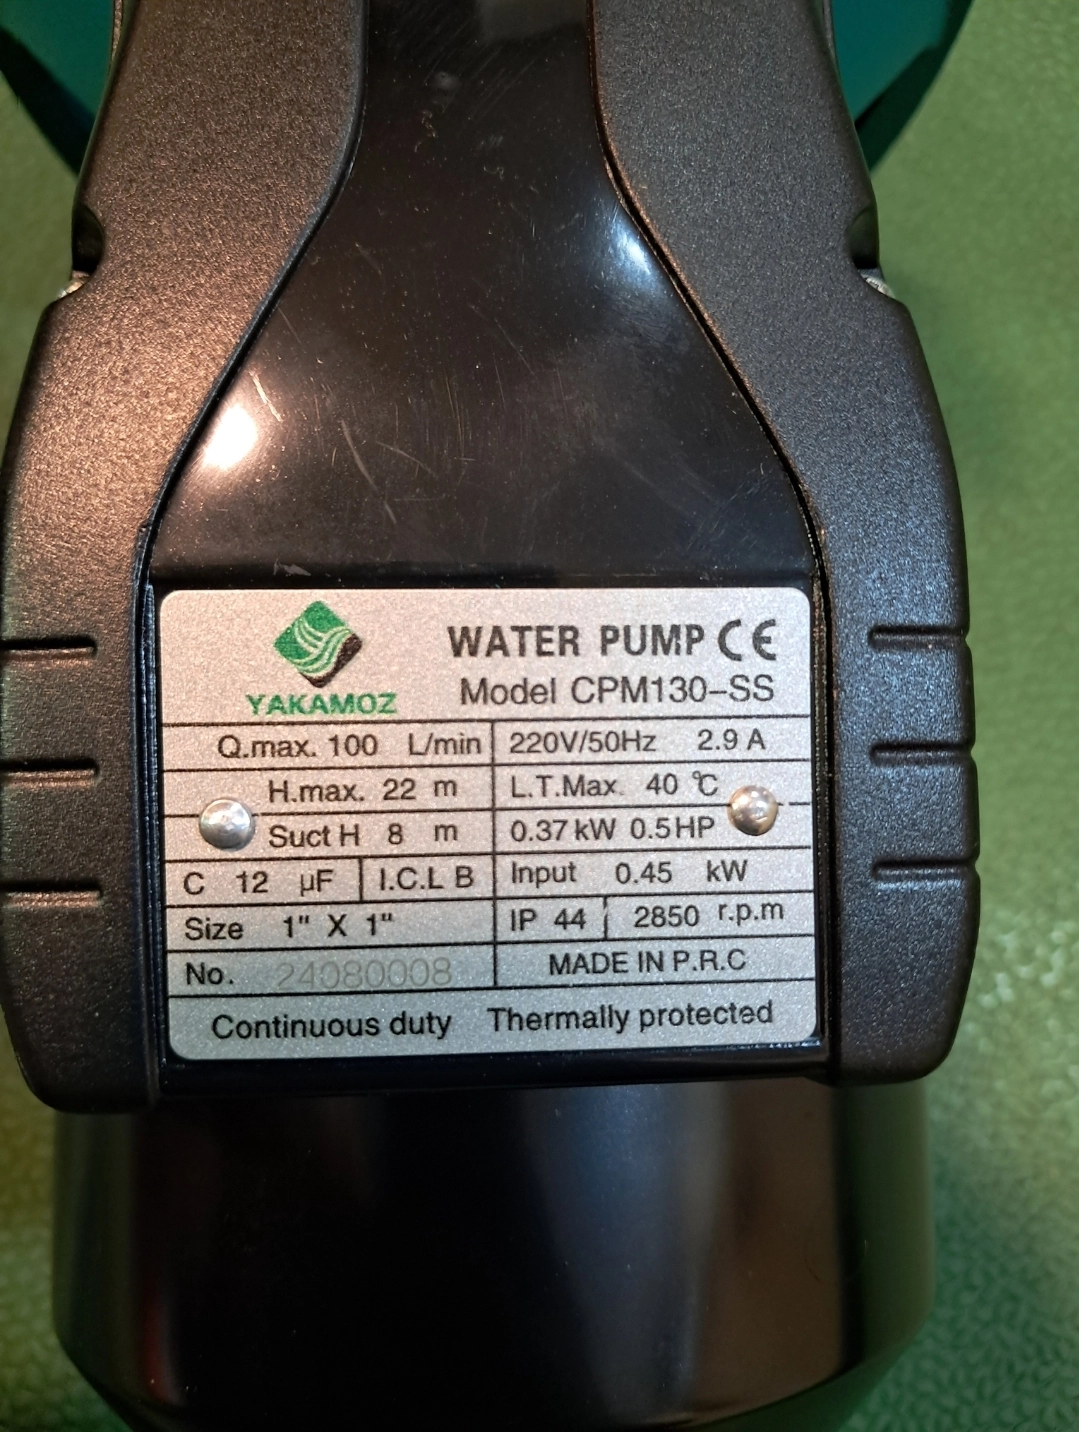 WATER PUMP CE
YAKAMOZ
Model CPM130-SS
Q.max. 100 L/min 220V/50Hz 2.9 A
H.max. 22 m L.T.Max. 40 ℃
Suct H 8 m 0.37 kW 0.5HP
C 12 µF I.C.L B Input 0.45 kW
Size 1" X 1" IP 44 2850 r.p.m
No. 24080008 MADE IN P.R.C
Continuous duty Thermally protected